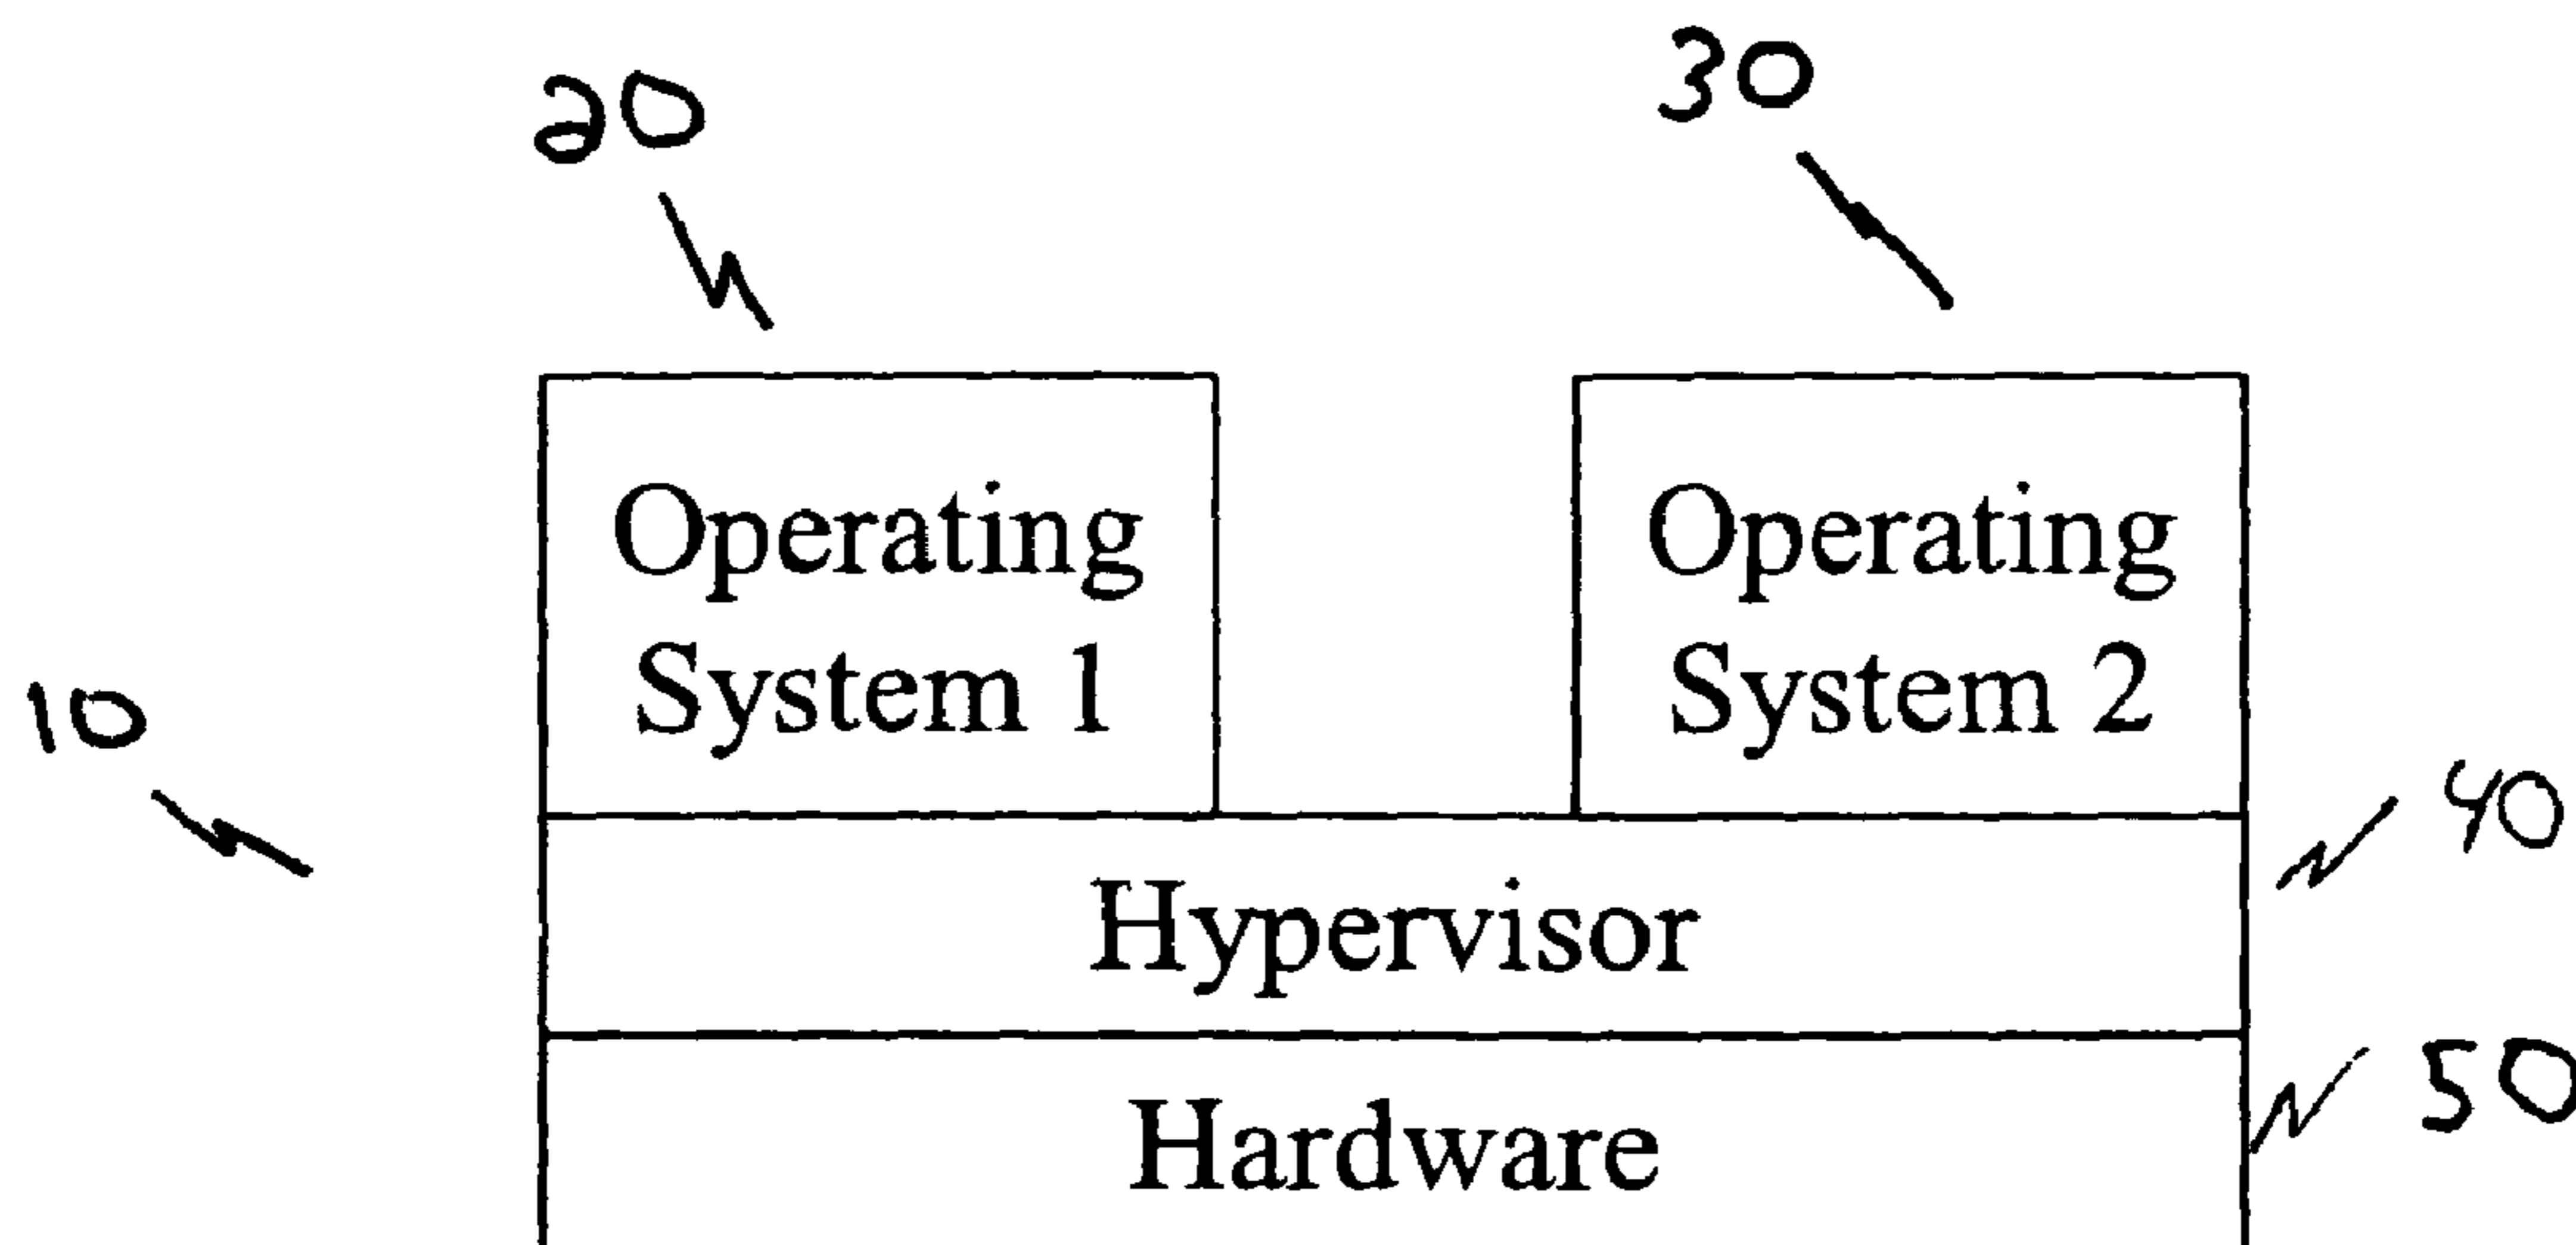 20
30
Operating
System 1
Operating
System 2
10
40
Hypervisor
50
Hardware